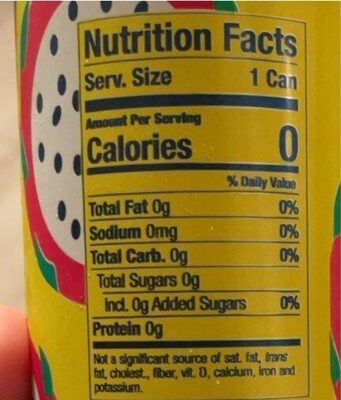 Nutrition Facts
Serv. Size 1 Can
Amount Per Serving
Calories 0
% Daily Value
Total Fat 0g 0%
Sodium 0mg 0%
Total Carb. 0g 0%
Total Sugars 0g
Incl. 0g Added Sugars 0%
Protein 0g
Not a significant source of sat. fat, trans
fat, cholest., fiber, vit. D, calcium, iron and
potassium.